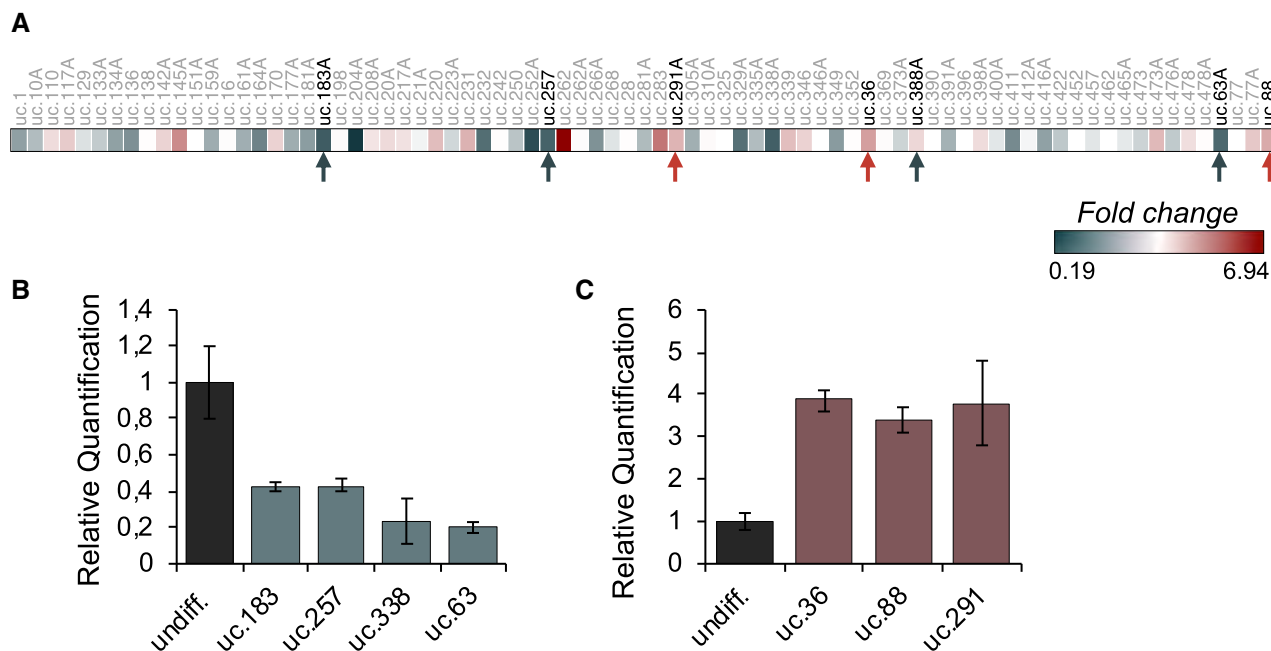 A
uc.1
uc.10A
uc.110
uc.117A
uc.129
uc.133A
uc.134A
uc.136
uc.138
uc.142A
uc.145A
uc.151A
uc.159A
uc.16
uc.161A
uc.164A
uc.170
uc.177A
uc.181A
uc.183A
uc.198
uc.204A
uc.208A
uc.20A
uc.217A
uc.21A
uc.220
uc.223A
uc.231
uc.232
uc.242
uc.250
uc.252A
uc.257
uc.262
uc.262A
uc.266A
uc.268
uc.28
uc.281A
uc.283
uc.291A
uc.305A
uc.310A
uc.325
uc.329A
uc.335A
uc.338A
uc.339
uc.346
uc.346A
uc.349
uc.352
uc.36
uc.369
uc.373A
uc.388A
uc.390
uc.391A
uc.396
uc.398A
uc.400A
uc.411
uc.412A
uc.416A
uc.422
uc.452
uc.457
uc.462
uc.465A
uc.473
uc.473A
uc.476A
uc.478
uc.478A
uc.63A
uc.77
uc.77A
uc.88
Fold change
0.19 6.94
B
Relative Quantification
1,4
1,2
1
0,8
0,6
0,4
0,2
0
undiff.
uc.183
uc.257
uc.338
uc.63
C
Relative Quantification
6
5
4
3
2
1
0
undiff.
uc.36
uc.88
uc.291